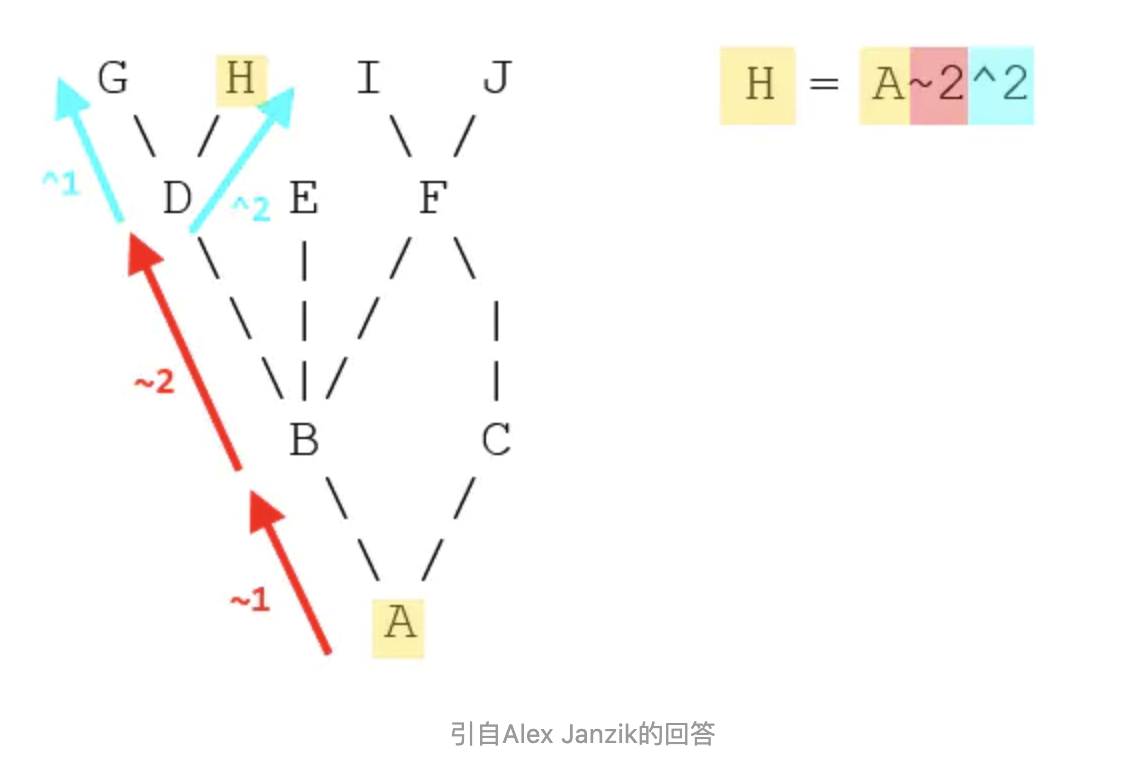 G H I J H = A~2^2
^1 D ^2 E F
~2
B C
~1
A
引自Alex Janzik的回答